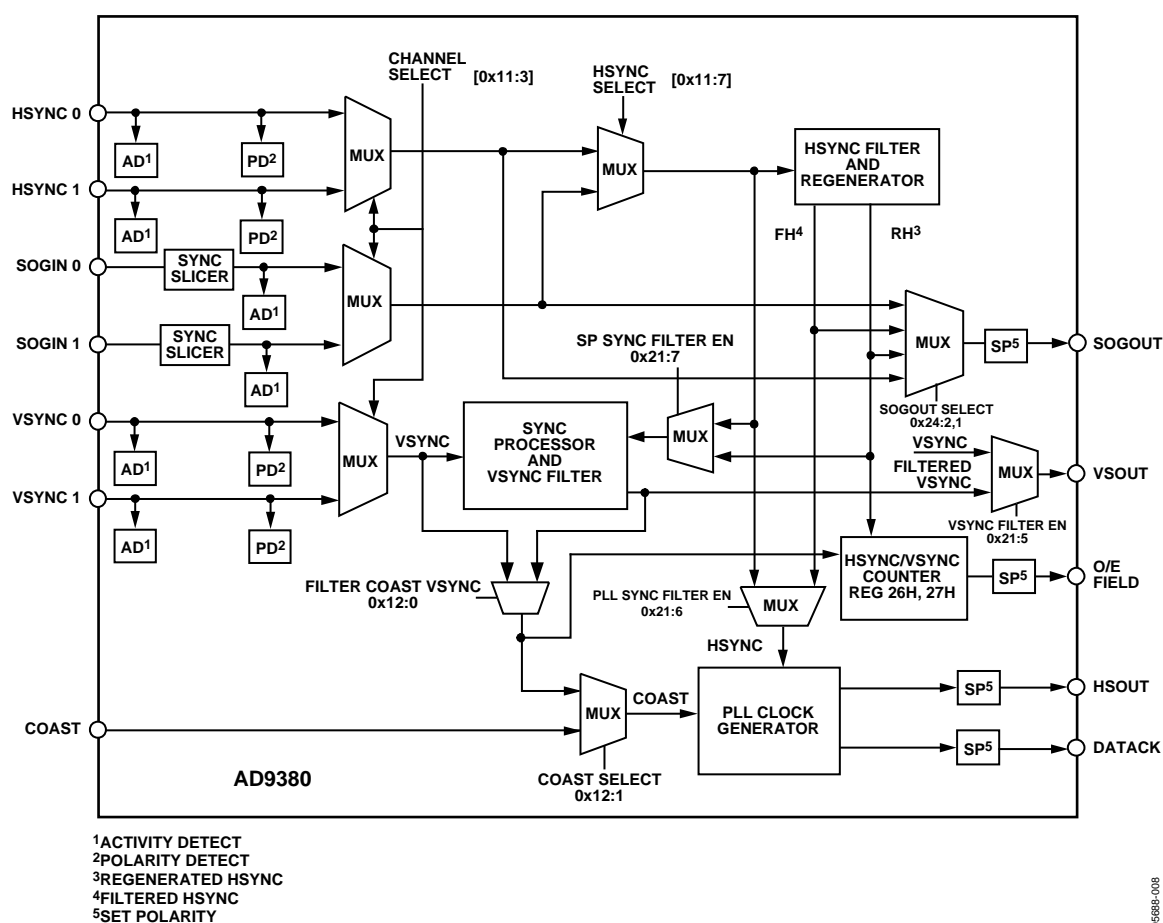 CHANNEL
SELECT [0x11:3]
HSYNC
SELECT [0x11:7]
HSYNC 0
AD1
PD2
MUX
MUX
HSYNC FILTER
AND
REGENERATOR
HSYNC 1
AD1
PD2
FH4
RH3
SOGIN 0
SYNC
SLICER
AD1
MUX
SOGIN 1
SYNC
SLICER
AD1
SP SYNC FILTER EN
0x21:7
MUX
SP5
SOGOUT
SOGOUT SELECT
0x24:2,1
VSYNC 0
AD1
PD2
MUX
VSYNC
SYNC
PROCESSOR
AND
VSYNC FILTER
MUX
VSYNC
FILTERED
VSYNC
MUX
VSOUT
VSYNC FILTER EN
0x21:5
VSYNC 1
AD1
PD2
FILTER COAST VSYNC
0x12:0
PLL SYNC FILTER EN
0x21:6
MUX
HSYNC
HSYNC/VSYNC
COUNTER
REG 26H, 27H
SP5
O/E
FIELD
COAST
MUX
COAST
COAST SELECT
0x12:1
PLL CLOCK
GENERATOR
SP5
HSOUT
SP5
DATACK
AD9380
1ACTIVITY DETECT
2POLARITY DETECT
3REGENERATED HSYNC
4FILTERED HSYNC
5SET POLARITY